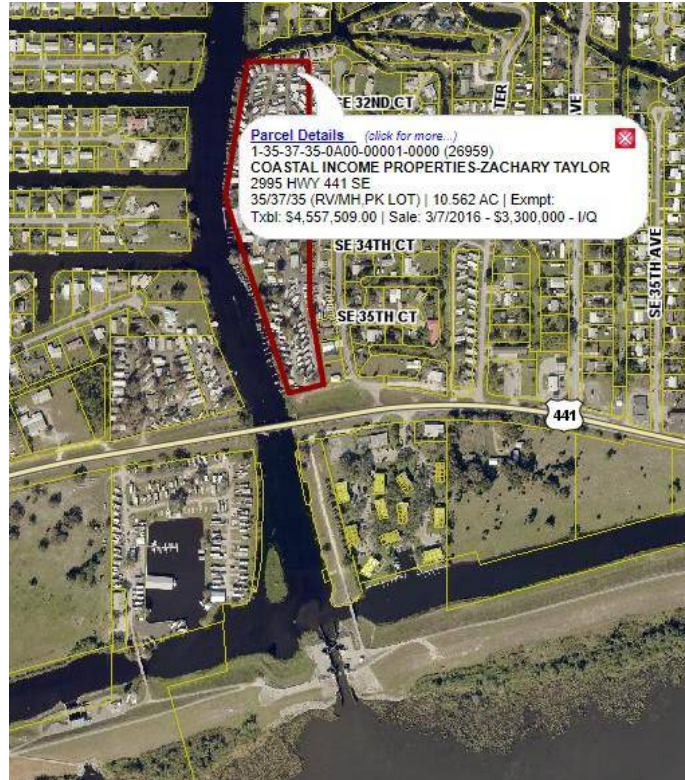 TER
AVE
SE 32ND CT
Parcel Details (click for more...)
1-35-37-35-0A00-00001-0000 (26959)
COASTAL INCOME PROPERTIES-ZACHARY TAYLOR
2995 HWY 441 SE
35/37/35 (RV/MH,PK LOT) | 10.562 AC | Exmpt:
Txbl: $4,557,509.00 | Sale: 3/7/2016 - $3,300,000 - I/Q
SE 34TH CT
SE 35TH AVE
SE 35TH CT
441